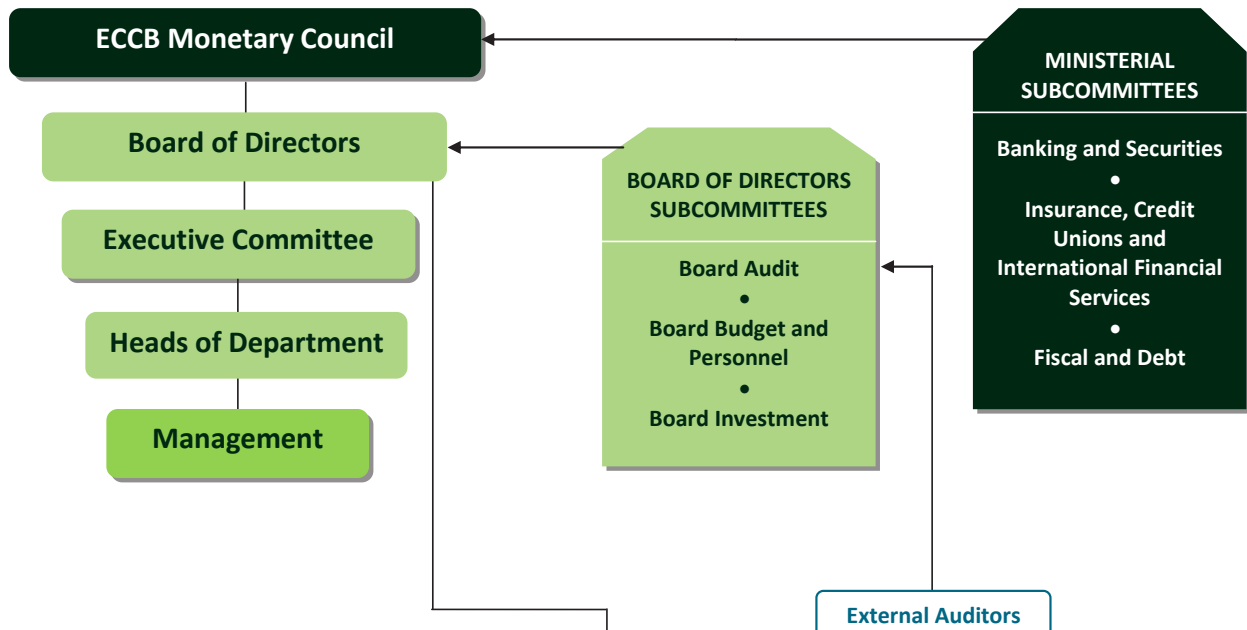 ECCB Monetary Council
Board of Directors
Executive Committee
Heads of Department
Management
BOARD OF DIRECTORS
SUBCOMMITTEES
Board Audit
•
Board Budget and
Personnel
•
Board Investment
MINISTERIAL
SUBCOMMITTEES
Banking and Securities
•
Insurance, Credit
Unions and
International Financial
Services
•
Fiscal and Debt
External Auditors